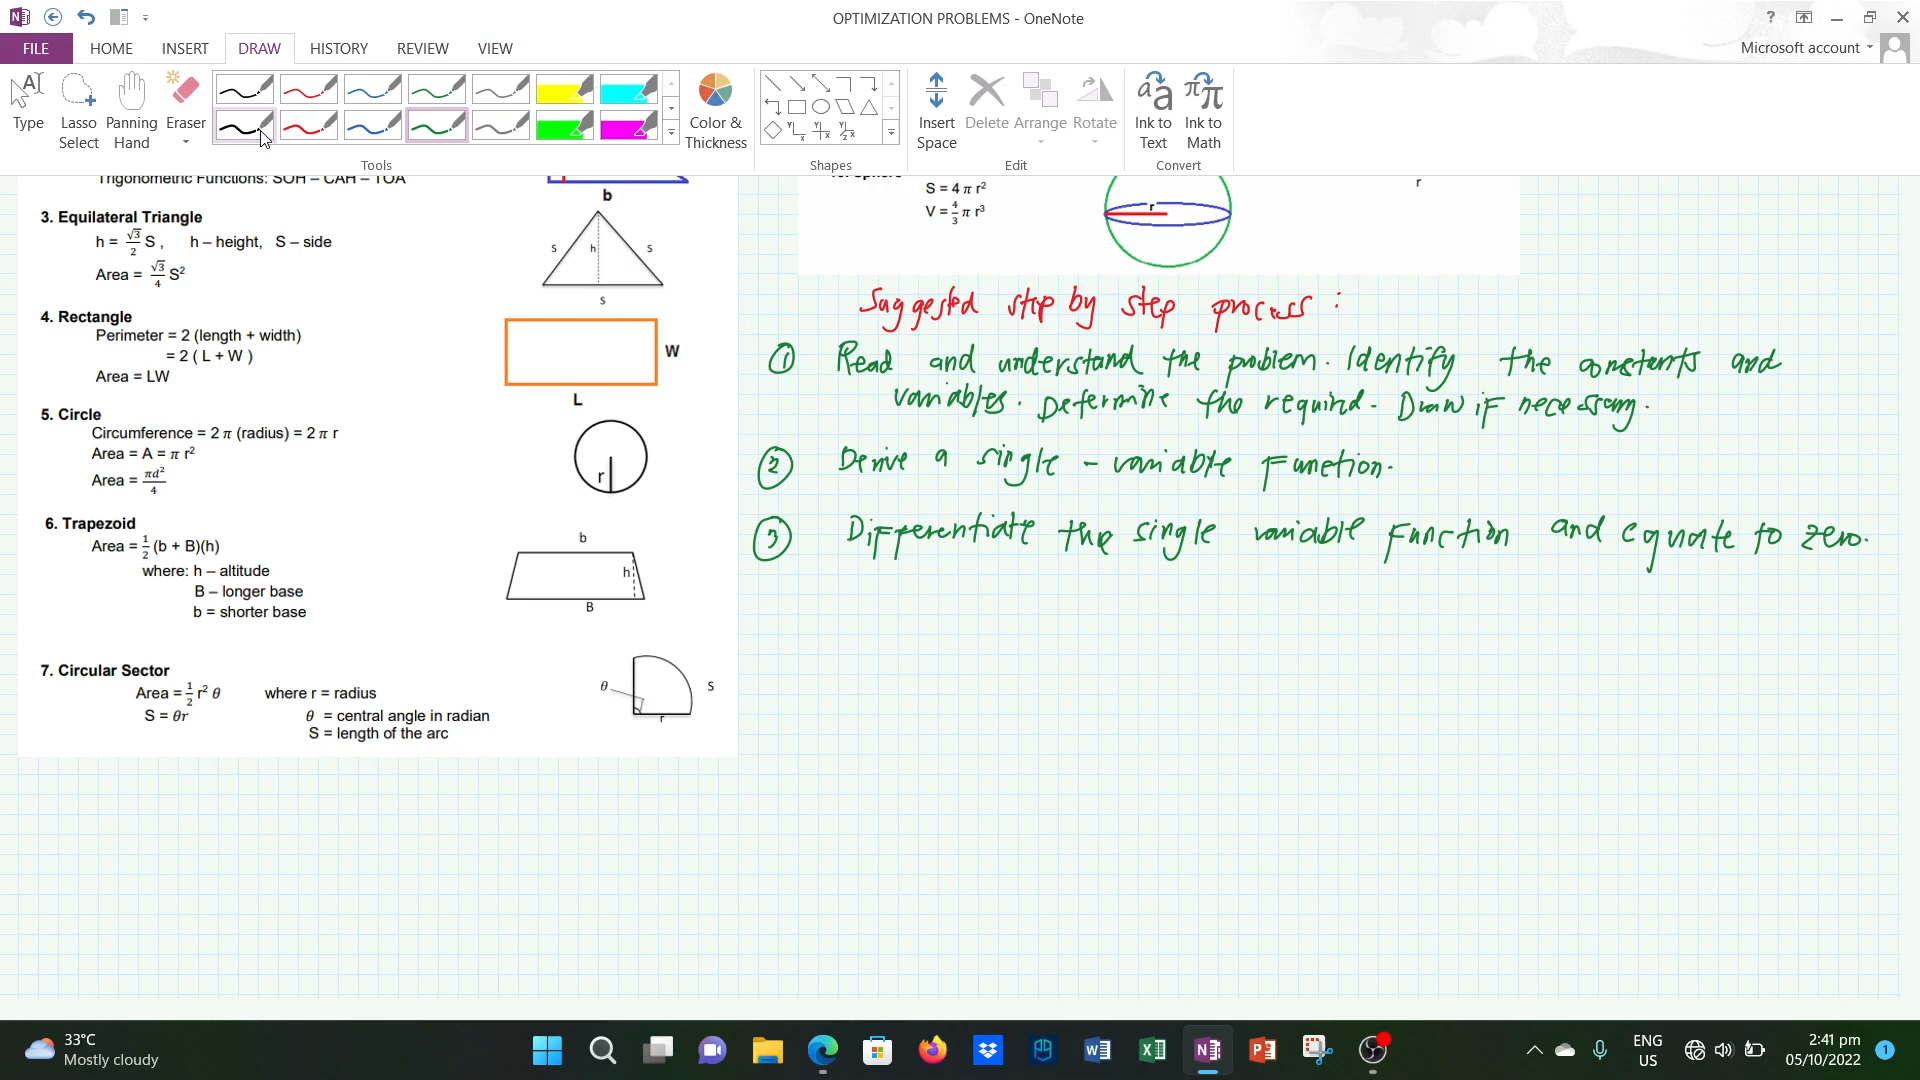 OPTIMIZATION PROBLEMS - OneNote
FILE HOME INSERT DRAW HISTORY REVIEW VIEW
Microsoft account
Type
Lasso Select
Panning Hand
Eraser
Color & Thickness
Insert Space
Delete
Arrange
Rotate
Ink to Text
Ink to Math
Tools
Shapes
Edit
Convert
Trigonometric Functions: SOH – CAH – TOA
b
3. Equilateral Triangle
h = √3/2 S , h – height, S – side
Area = √3/4 S²
s h s
s
4. Rectangle
Perimeter = 2 (length + width)
= 2 ( L + W )
Area = LW
W
L
5. Circle
Circumference = 2 π (radius) = 2 π r
Area = A = π r²
Area = πd²/4
r
6. Trapezoid
Area = 1/2 (b + B)(h)
where: h – altitude
B – longer base
b = shorter base
b
h
B
7. Circular Sector
Area = 1/2 r² θ where r = radius
S = θr θ = central angle in radian
S = length of the arc
θ
S
r
S = 4 π r²
V = 4/3 π r³
r
r
Suggested step by step process :
① Read and understand the problem. Identify the constants and
variables. Determine the required. Draw if necessary.
② Derive a single - variable function.
③ Differentiate the single variable function and equate to zero.
33°C
Mostly cloudy
ENG
US
2:41 pm
05/10/2022
1